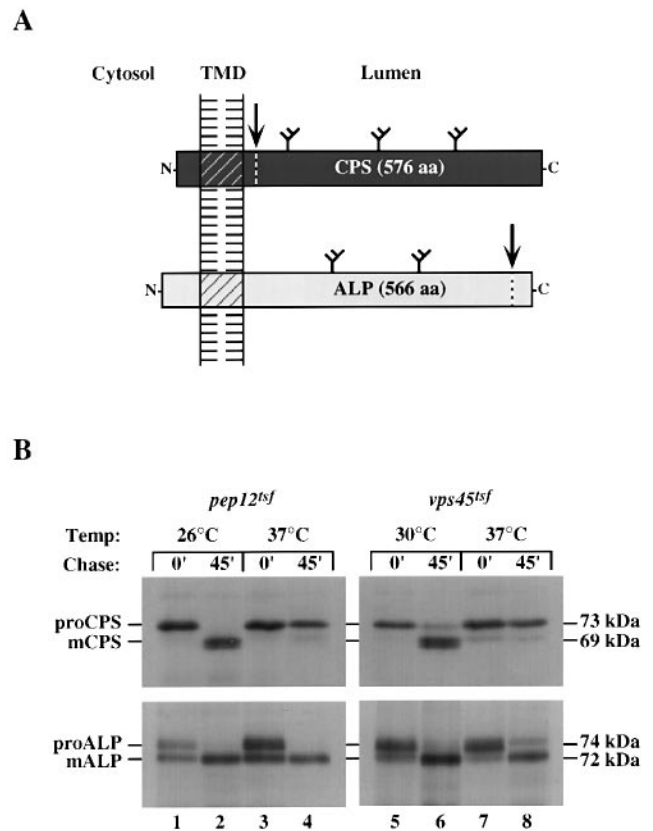 A
Cytosol TMD Lumen
N- CPS (576 aa) -C
N- ALP (566 aa) -C
B
pep12tsf vps45tsf
Temp: 26°C 37°C 30°C 37°C
Chase: 0' 45' 0' 45' 0' 45' 0' 45'
proCPS 73 kDa
mCPS 69 kDa
proALP 74 kDa
mALP 72 kDa
1 2 3 4 5 6 7 8